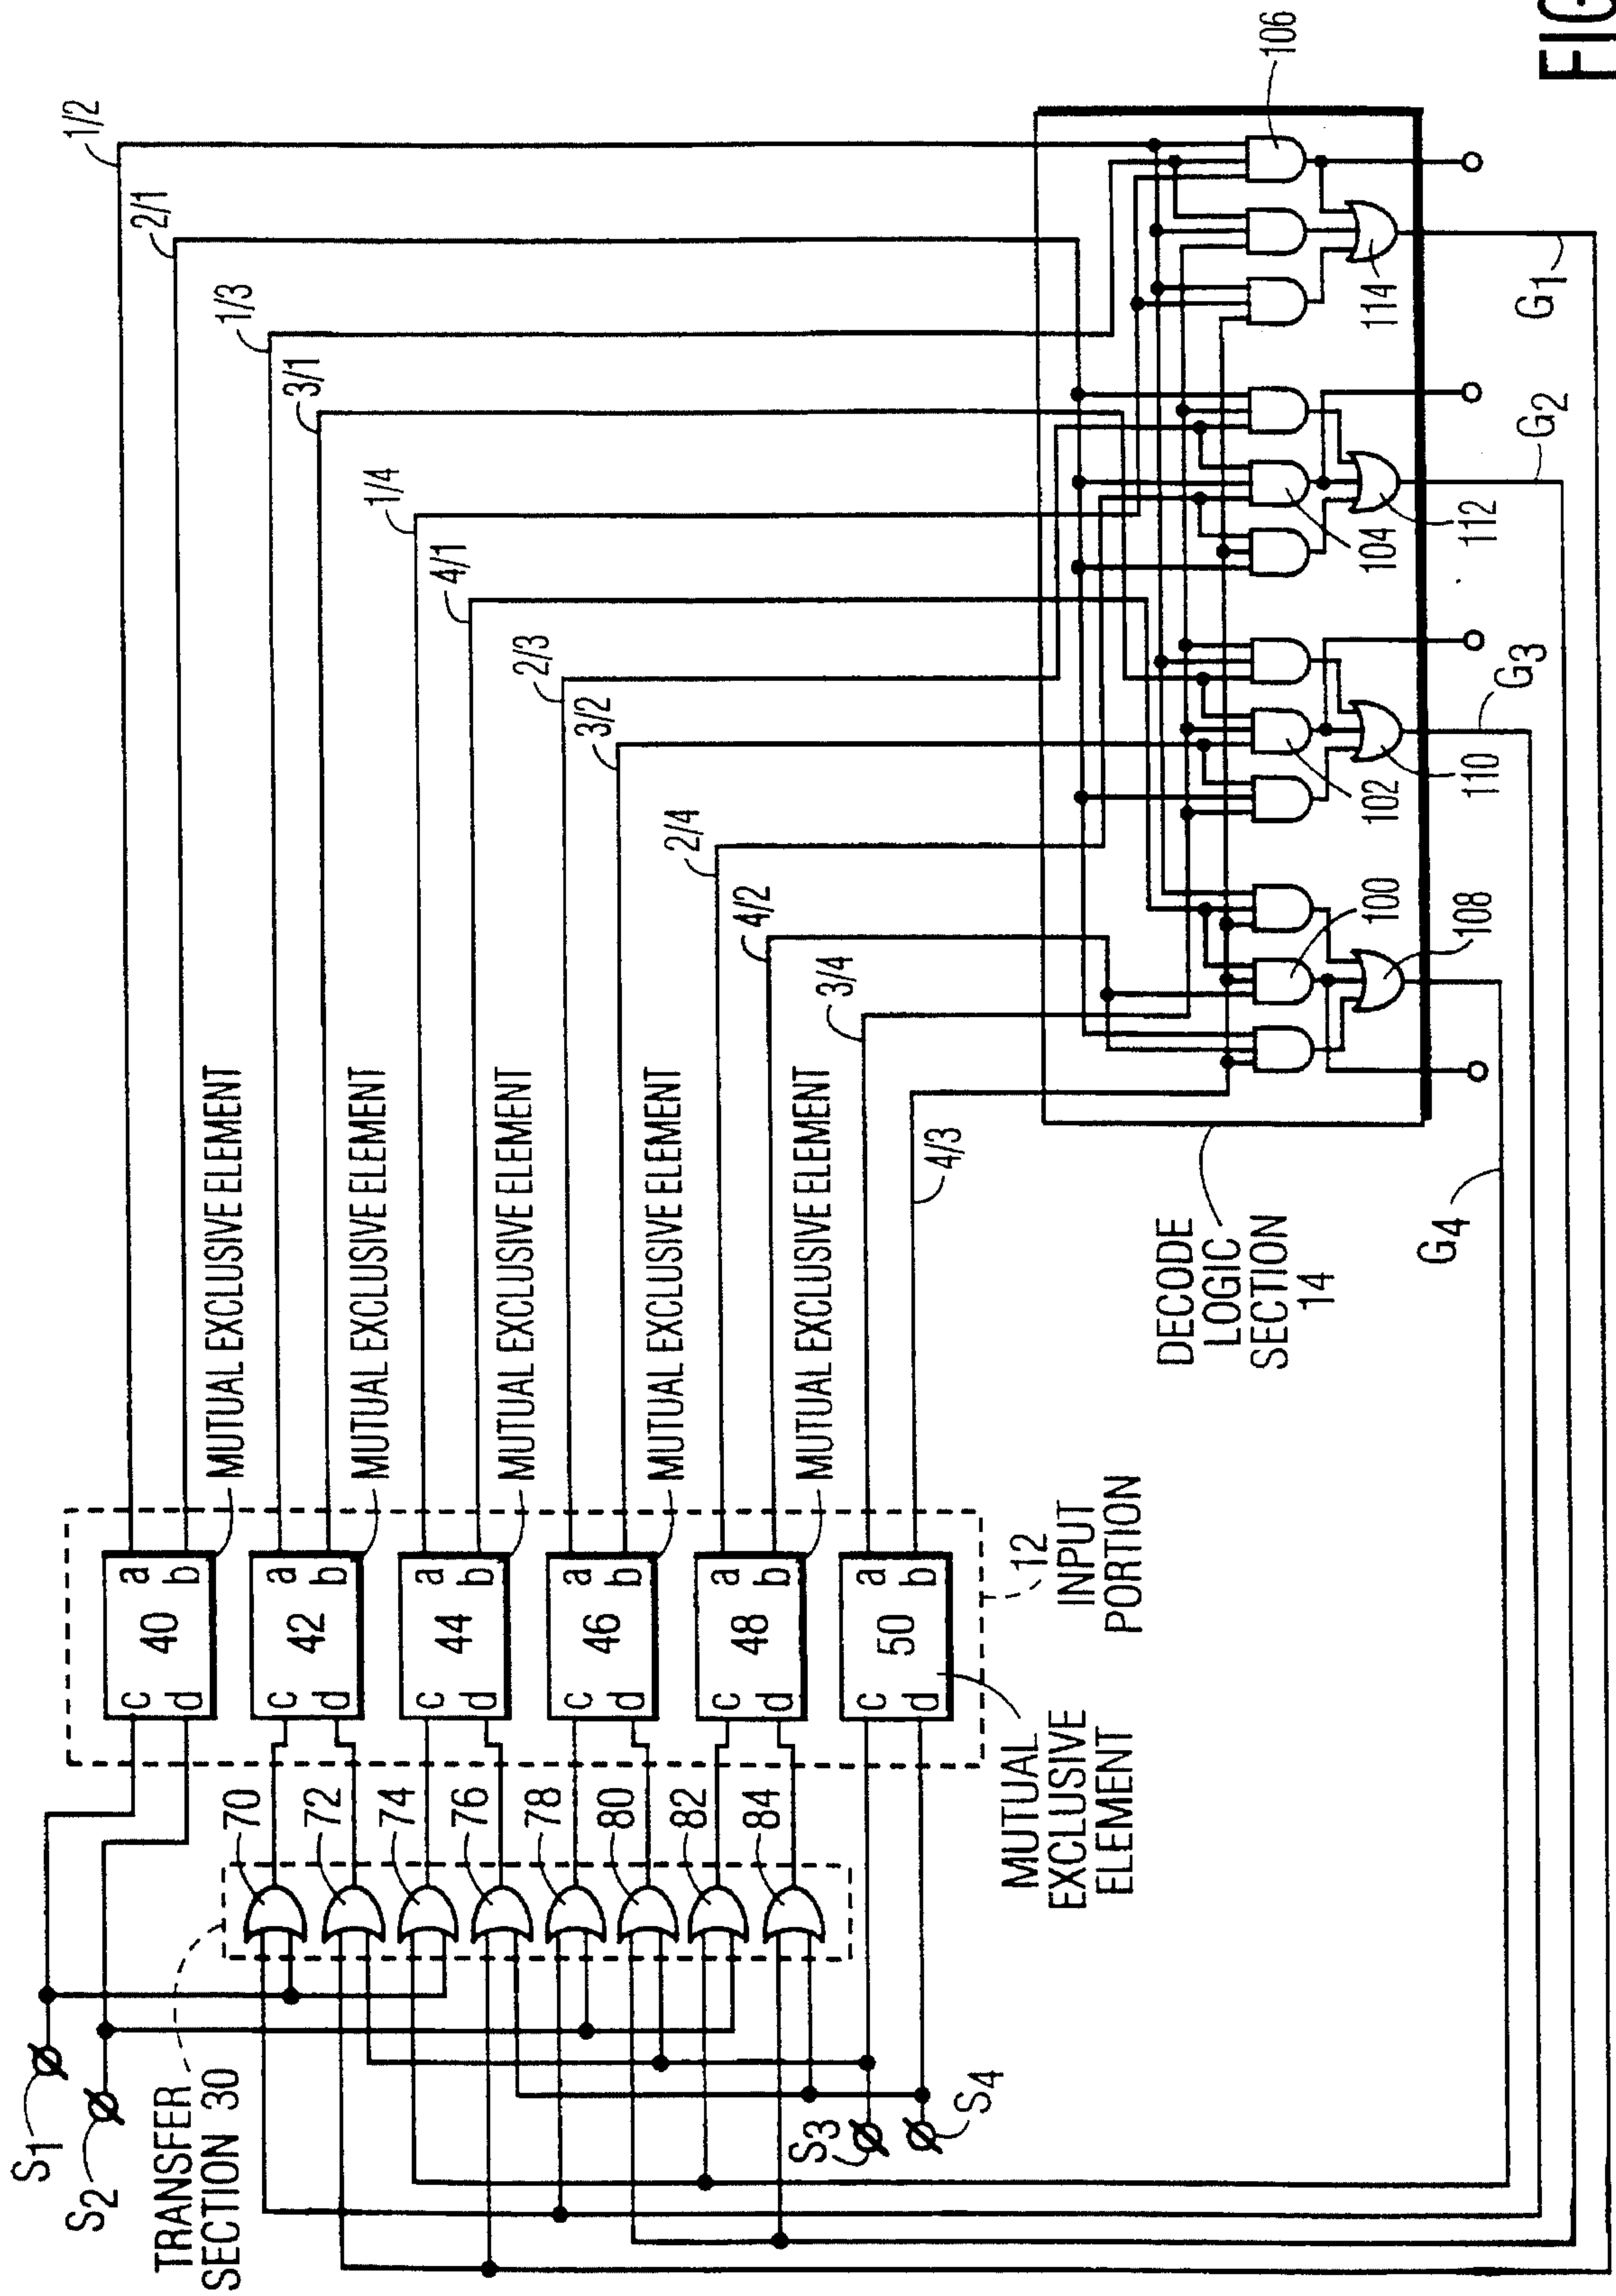 FIG
S1
S2
TRANSFER
SECTION 30
70
72
74
76
78
80
82
84
S3
S4
c
d
40
a
b
MUTUAL EXCLUSIVE ELEMENT
c
d
42
a
b
MUTUAL EXCLUSIVE ELEMENT
c
d
44
a
b
MUTUAL EXCLUSIVE ELEMENT
c
d
46
a
b
MUTUAL EXCLUSIVE ELEMENT
c
d
48
a
b
MUTUAL EXCLUSIVE ELEMENT
c
d
50
a
b
MUTUAL
EXCLUSIVE
ELEMENT
12
INPUT
PORTION
1/2
2/1
1/3
3/1
1/4
4/1
2/3
3/2
2/4
4/2
3/4
4/3
DECODE
LOGIC
SECTION
14
100
108
102
110
104
112
106
114
G4
G3
G2
G1